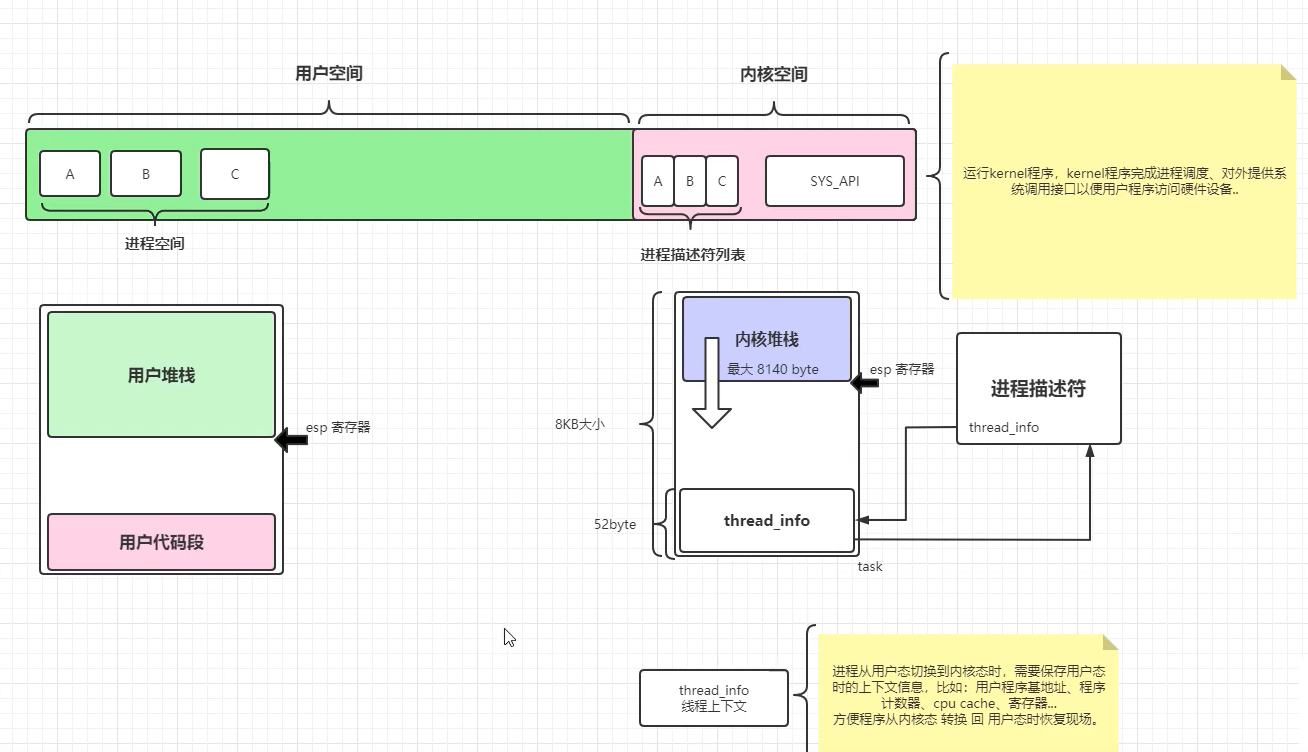 用户空间
内核空间
A
B
C
A
B
C
SYS_API
运行kernel程序，kernel程序完成进程调度、对外提供系
统调用接口以便用户程序访问硬件设备..
进程空间
进程描述符列表
用户堆栈
esp 寄存器
用户代码段
内核堆栈
最大 8140 byte
esp 寄存器
8KB大小
进程描述符
thread_info
52byte
thread_info
task
thread_info
线程上下文
进程从用户态切换到内核态时，需要保存用户态
时的上下文信息，比如：用户程序基地址、程序
计数器、cpu cache、寄存器...
方便程序从内核态 转换 回 用户态时恢复现场。